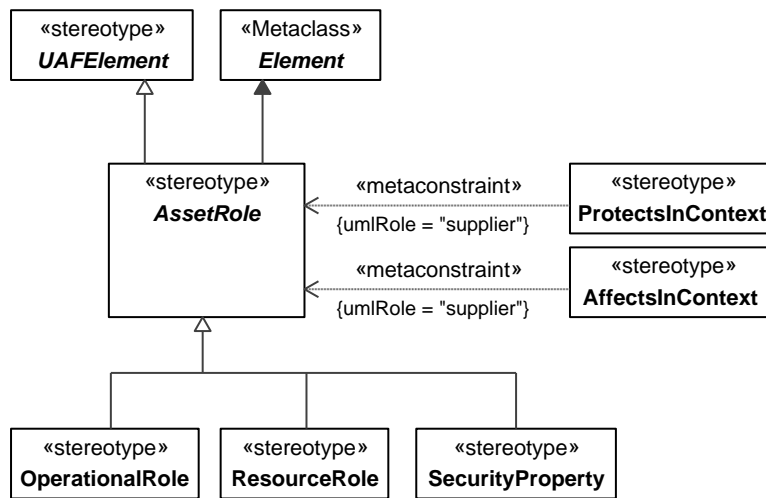 «stereotype»
UAFElement
«Metaclass»
Element
«stereotype»
AssetRole
«metaconstraint»
{umlRole = "supplier"}
«stereotype»
ProtectsInContext
«metaconstraint»
{umlRole = "supplier"}
«stereotype»
AffectsInContext
«stereotype»
OperationalRole
«stereotype»
ResourceRole
«stereotype»
SecurityProperty